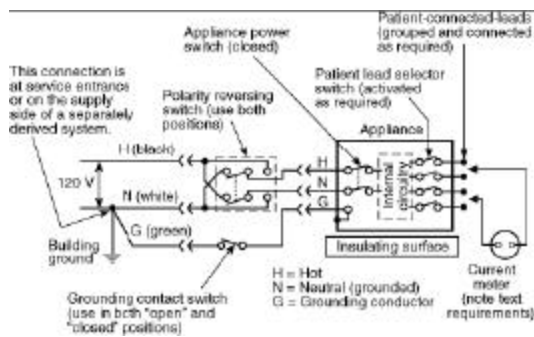 Appliance power
switch (closed)
Patient-connected-leads
(grouped and connected
as required)
This connection is
at service entrance
or on the supply
side of a separately
derived system.
Polarity reversing
switch (use both
positions)
Patient lead selector
switch (activated
as required)
Appliance
H (black)
120 V
N (white)
G (green)
H
N
G
Internal
circuitry
Building
ground
Insulating surface
Grounding contact switch
(use in both "open" and
"closed" positions)
H = Hot
N = Neutral (grounded)
G = Grounding conductor
Current
meter
(note text
requirements)